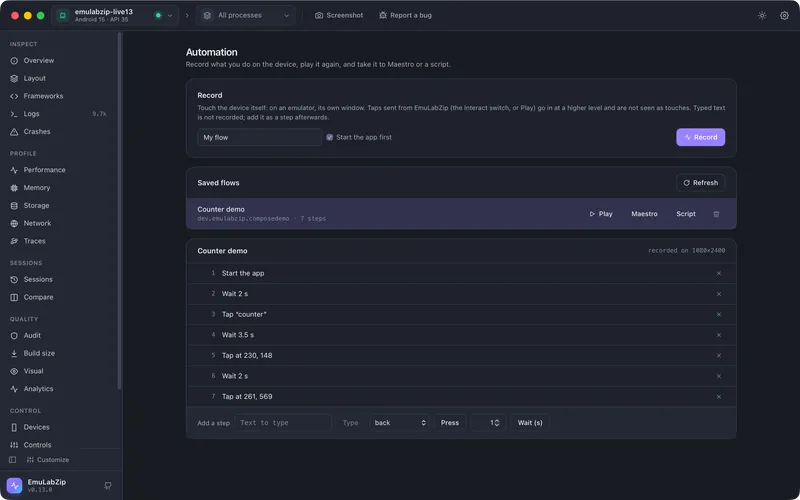 emulabzip-live13
Android 15 · API 35
All processes
Screenshot
Report a bug
INSPECT
Overview
Layout
Frameworks
Logs 9.7k
Crashes
PROFILE
Performance
Memory
Storage
Network
Traces
SESSIONS
Sessions
Compare
QUALITY
Audit
Build size
Visual
Analytics
CONTROL
Devices
Controls
Customize
EmuLabZip
v0.13.0
Automation
Record what you do on the device, play it again, and take it to Maestro or a script.
Record
Touch the device itself: on an emulator, its own window. Taps sent from EmuLabZip (the Interact switch, or Play) go in at a higher level and are not seen as touches. Typed text
is not recorded; add it as a step afterwards.
My flow
Start the app first
Record
Saved flows
Refresh
Counter demo
dev.emulabzip.composedemo · 7 steps
Play
Maestro
Script
Counter demo
recorded on 1080×2400
1 Start the app
2 Wait 2 s
3 Tap “counter”
4 Wait 3.5 s
5 Tap at 230, 148
6 Wait 2 s
7 Tap at 261, 569
Add a step
Text to type
Type
back
Press
1
Wait (s)